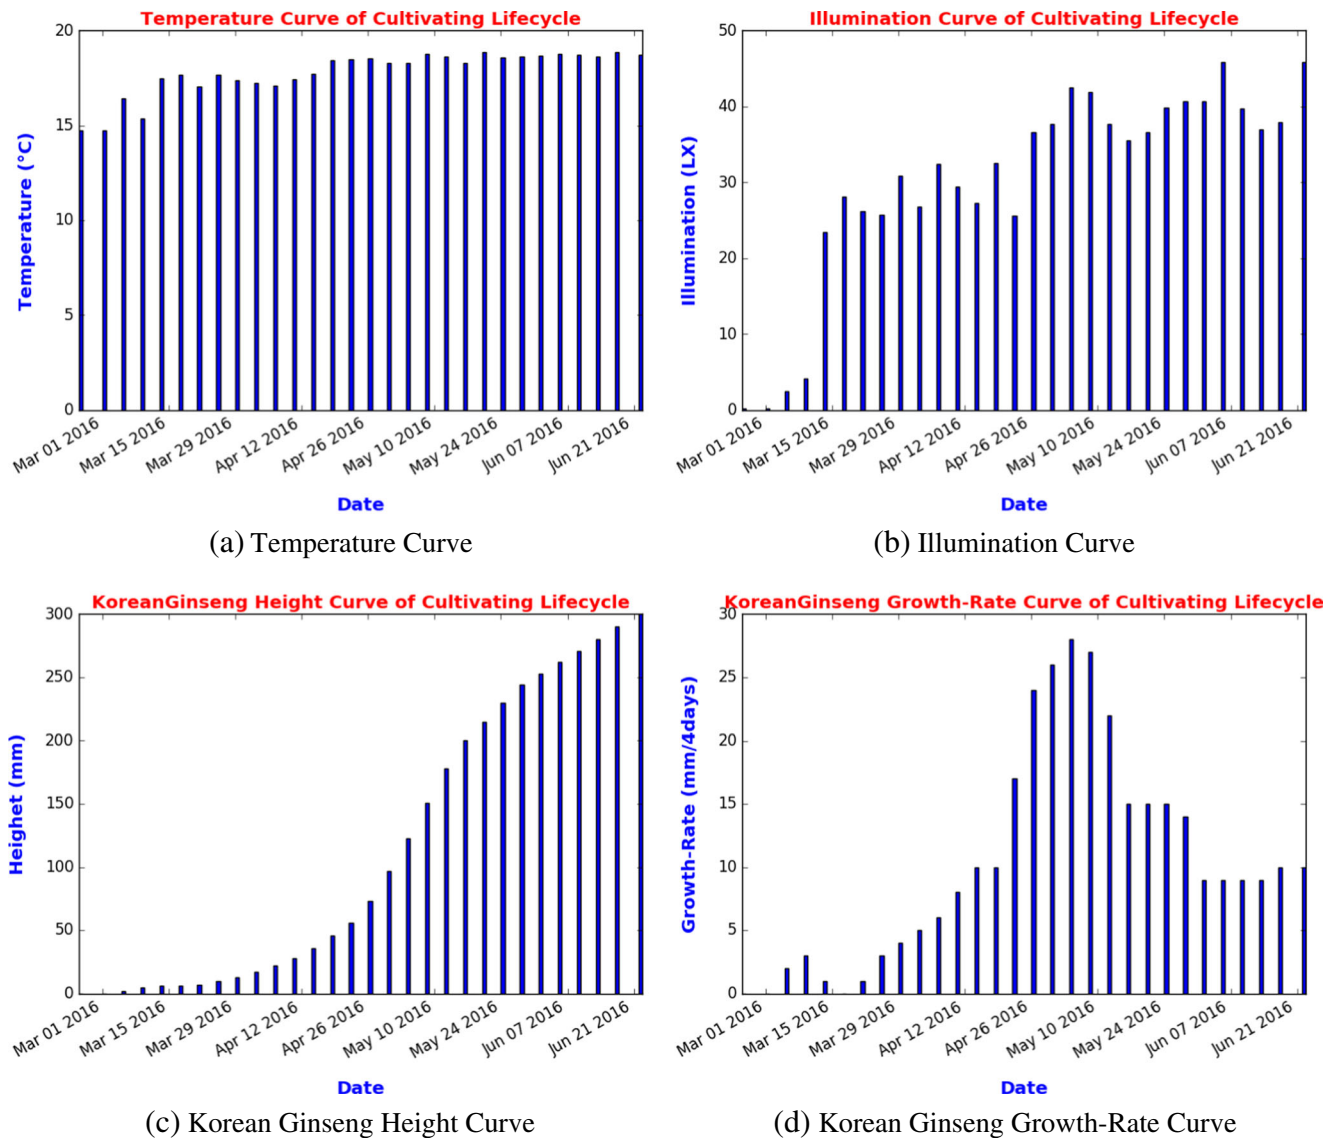 Temperature Curve of Cultivating Lifecycle
20
15
10
5
0
Temperature (°C)
Mar 01 2016
Mar 15 2016
Mar 29 2016
Apr 12 2016
Apr 26 2016
May 10 2016
May 24 2016
Jun 07 2016
Jun 21 2016
Date
(a) Temperature Curve
Illumination Curve of Cultivating Lifecycle
50
40
30
20
10
0
Illumination (LX)
Mar 01 2016
Mar 15 2016
Mar 29 2016
Apr 12 2016
Apr 26 2016
May 10 2016
May 24 2016
Jun 07 2016
Jun 21 2016
Date
(b) Illumination Curve
KoreanGinseng Height Curve of Cultivating Lifecycle
300
250
200
150
100
50
0
Heighet (mm)
Mar 01 2016
Mar 15 2016
Mar 29 2016
Apr 12 2016
Apr 26 2016
May 10 2016
May 24 2016
Jun 07 2016
Jun 21 2016
Date
(c) Korean Ginseng Height Curve
KoreanGinseng Growth-Rate Curve of Cultivating Lifecycle
30
25
20
15
10
5
0
Growth-Rate (mm/4days)
Mar 01 2016
Mar 15 2016
Mar 29 2016
Apr 12 2016
Apr 26 2016
May 10 2016
May 24 2016
Jun 07 2016
Jun 21 2016
Date
(d) Korean Ginseng Growth-Rate Curve